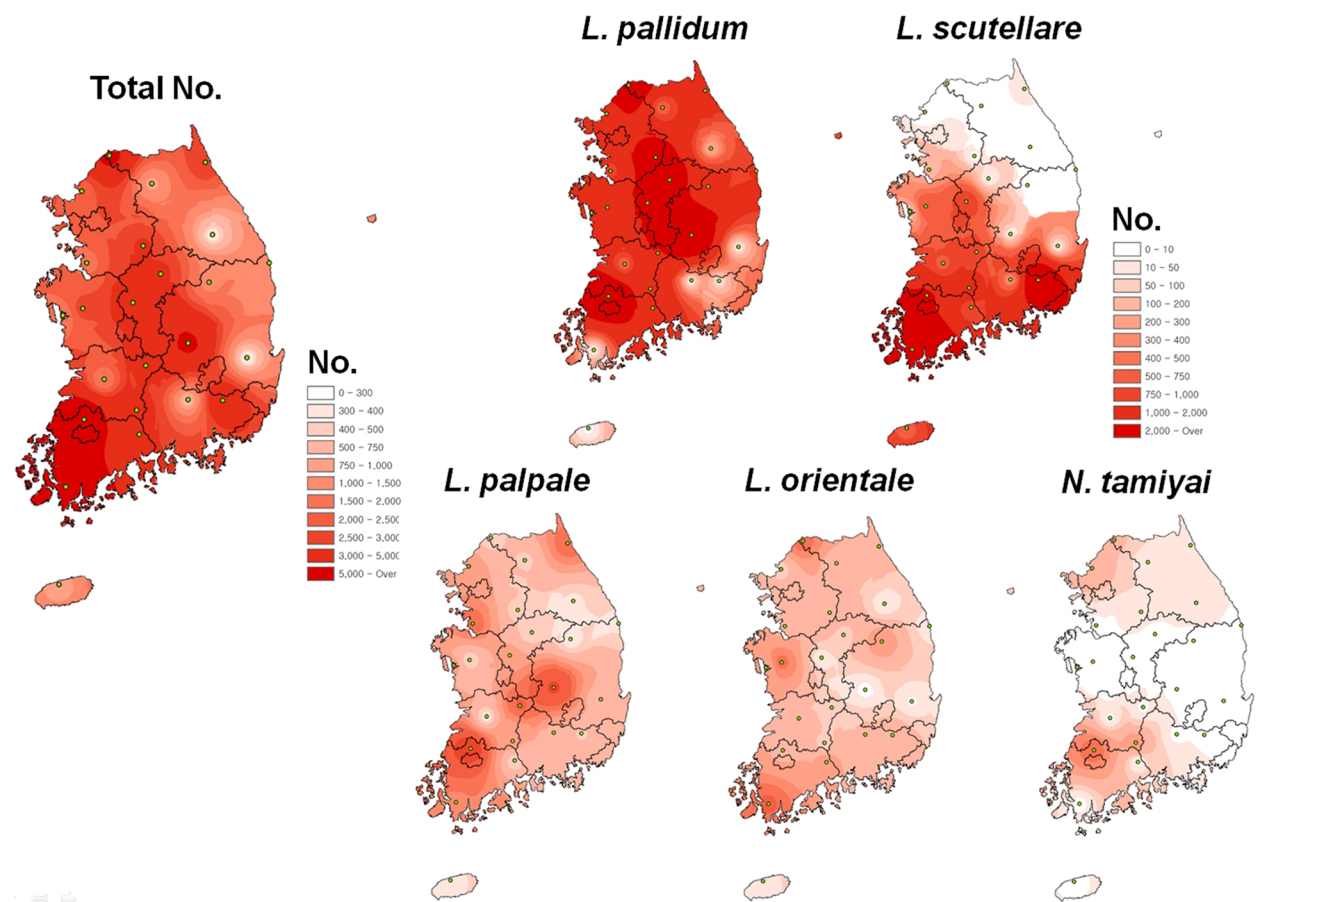 L. pallidum
L. scutellare
Total No.
No.
0 - 10
10 - 50
50 - 100
100 - 200
200 - 300
300 - 400
400 - 500
500 - 750
750 - 1,000
1,000 - 2,000
2,000 - Over
No.
0 - 300
300 - 400
400 - 500
500 - 750
750 - 1,000
1,000 - 1,500
1,500 - 2,000
2,000 - 2,500
2,500 - 3,000
3,000 - 5,000
5,000 - Over
L. palpale
L. orientale
N. tamiyai